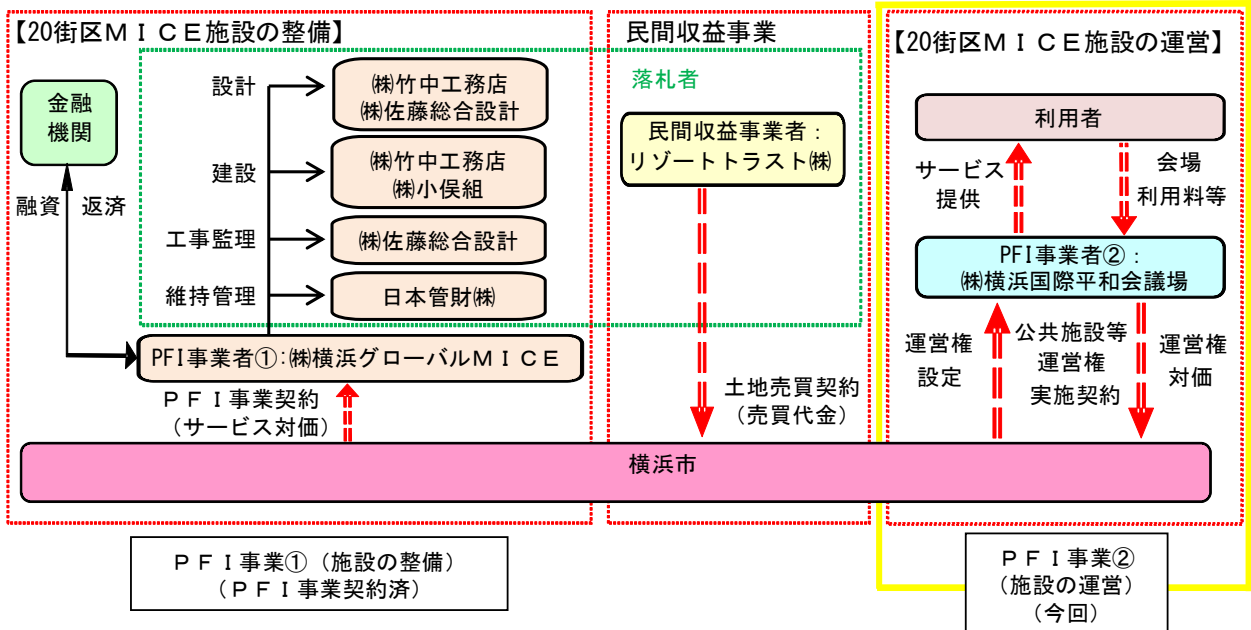 【20街区ＭＩＣＥ施設の整備】
金融
機関
融資
返済
設計
㈱竹中工務店
㈱佐藤総合設計
建設
㈱竹中工務店
㈱小俣組
工事監理
㈱佐藤総合設計
維持管理
日本管財㈱
PFI事業者①：㈱横浜グローバルＭＩＣＥ
ＰＦＩ事業契約
（サービス対価）
民間収益事業
落札者
民間収益事業者：
リゾートトラスト㈱
土地売買契約
（売買代金）
【20街区ＭＩＣＥ施設の運営】
利用者
サービス
提供
会場
利用料等
PFI事業者②：
㈱横浜国際平和会議場
運営権
設定
公共施設等
運営権
実施契約
運営権
対価
横浜市
ＰＦＩ事業①（施設の整備）
（ＰＦＩ事業契約済）
ＰＦＩ事業②
（施設の運営）
（今回）